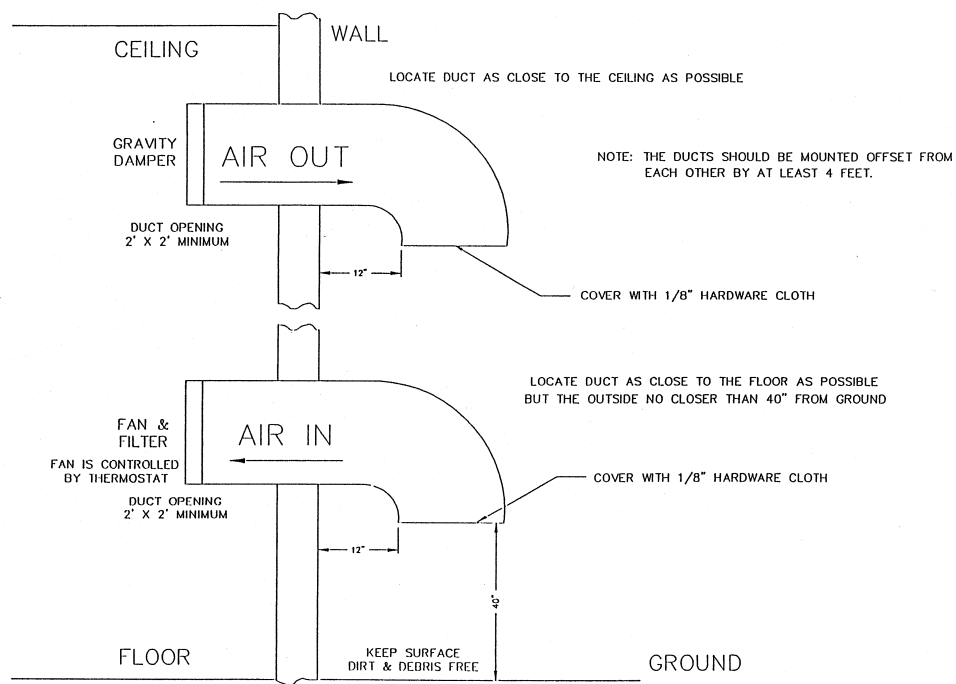 CEILING
WALL
LOCATE DUCT AS CLOSE TO THE CEILING AS POSSIBLE
GRAVITY
DAMPER
AIR OUT
NOTE: THE DUCTS SHOULD BE MOUNTED OFFSET FROM
EACH OTHER BY AT LEAST 4 FEET.
DUCT OPENING
2' X 2' MINIMUM
12"
COVER WITH 1/8" HARDWARE CLOTH
LOCATE DUCT AS CLOSE TO THE FLOOR AS POSSIBLE
BUT THE OUTSIDE NO CLOSER THAN 40" FROM GROUND
FAN &
FILTER
AIR IN
FAN IS CONTROLLED
BY THERMOSTAT
COVER WITH 1/8" HARDWARE CLOTH
DUCT OPENING
2' X 2' MINIMUM
12"
40"
FLOOR
KEEP SURFACE
DIRT & DEBRIS FREE
GROUND